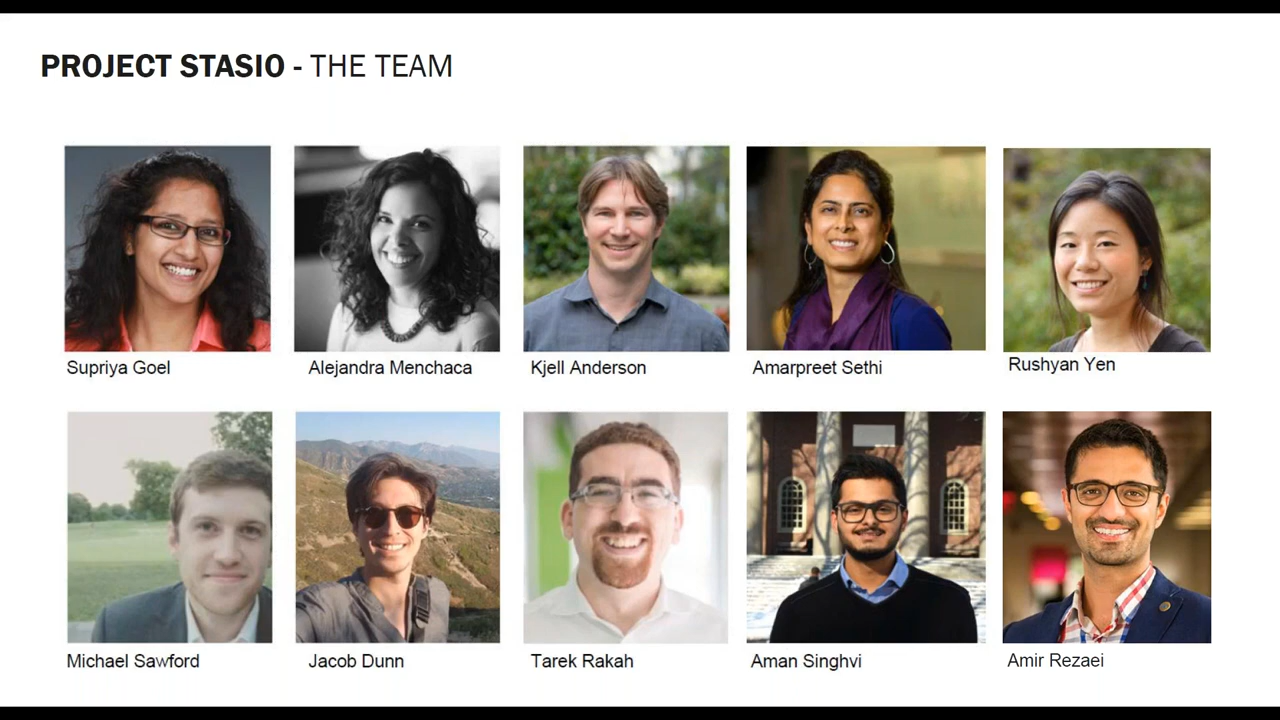 PROJECT STASIO - THE TEAM
Supriya Goel
Alejandra Menchaca
Kjell Anderson
Amarpreet Sethi
Rushyan Yen
Michael Sawford
Jacob Dunn
Tarek Rakah
Aman Singhvi
Amir Rezaei